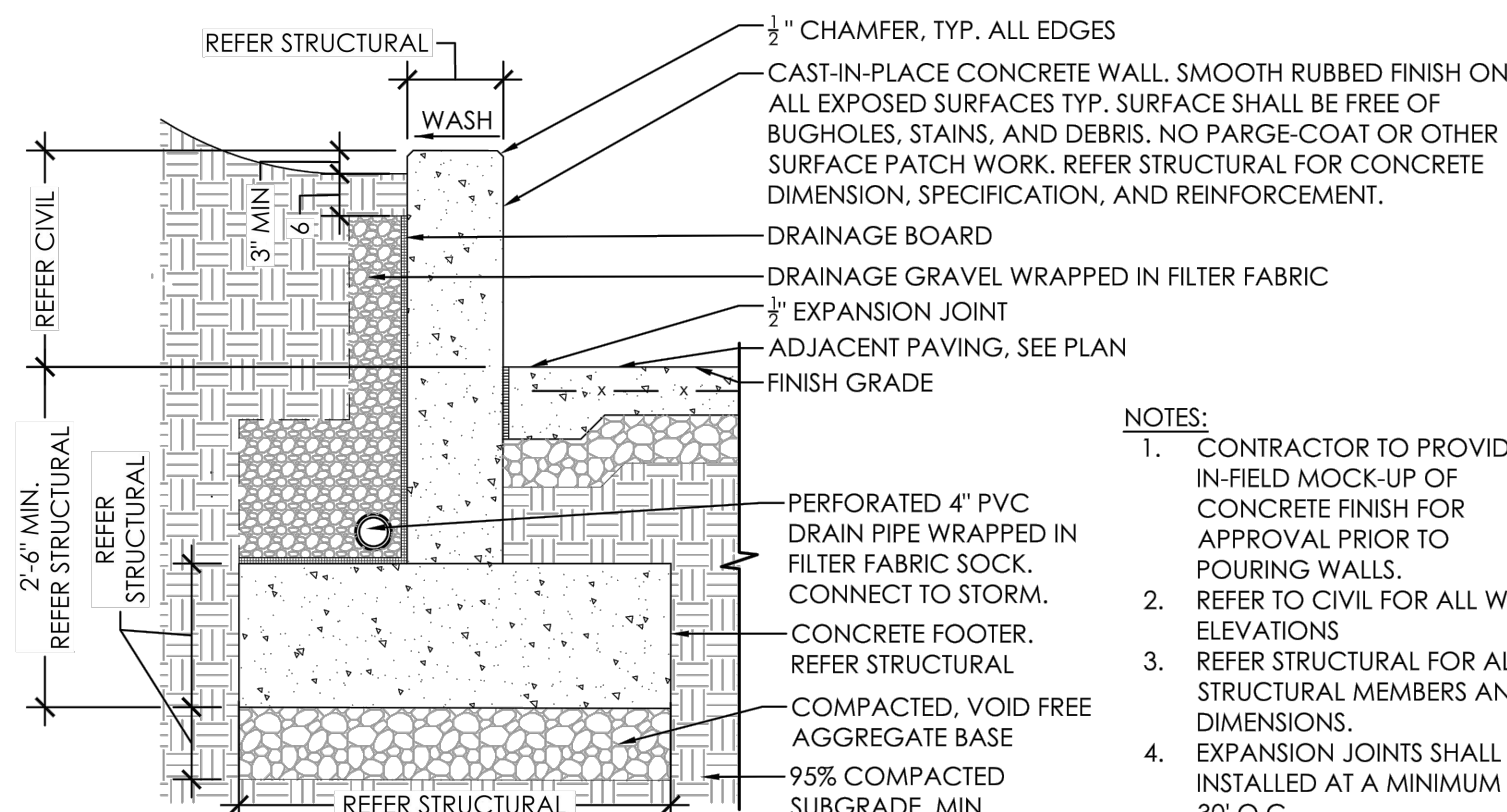 REFER STRUCTURAL
WASH
1/2" CHAMFER, TYP. ALL EDGES
CAST-IN-PLACE CONCRETE WALL. SMOOTH RUBBED FINISH ON
ALL EXPOSED SURFACES TYP. SURFACE SHALL BE FREE OF
BUGHOLES, STAINS, AND DEBRIS. NO PARGE-COAT OR OTHER
SURFACE PATCH WORK. REFER STRUCTURAL FOR CONCRETE
DIMENSION, SPECIFICATION, AND REINFORCEMENT.
DRAINAGE BOARD
DRAINAGE GRAVEL WRAPPED IN FILTER FABRIC
1/2" EXPANSION JOINT
ADJACENT PAVING, SEE PLAN
FINISH GRADE
REFER CIVIL
3" MIN
6
X X
2'-6" MIN.
REFER STRUCTURAL
REFER
STRUCTURAL
PERFORATED 4" PVC
DRAIN PIPE WRAPPED IN
FILTER FABRIC SOCK.
CONNECT TO STORM.
CONCRETE FOOTER.
REFER STRUCTURAL
COMPACTED, VOID FREE
AGGREGATE BASE
95% COMPACTED
SUBGRADE, MIN
REFER STRUCTURAL
NOTES:
1. CONTRACTOR TO PROVID
IN-FIELD MOCK-UP OF
CONCRETE FINISH FOR
APPROVAL PRIOR TO
POURING WALLS.
2. REFER TO CIVIL FOR ALL W
ELEVATIONS
3. REFER STRUCTURAL FOR AL
STRUCTURAL MEMBERS AN
DIMENSIONS.
4. EXPANSION JOINTS SHALL
INSTALLED AT A MINIMUM
30' O.C.